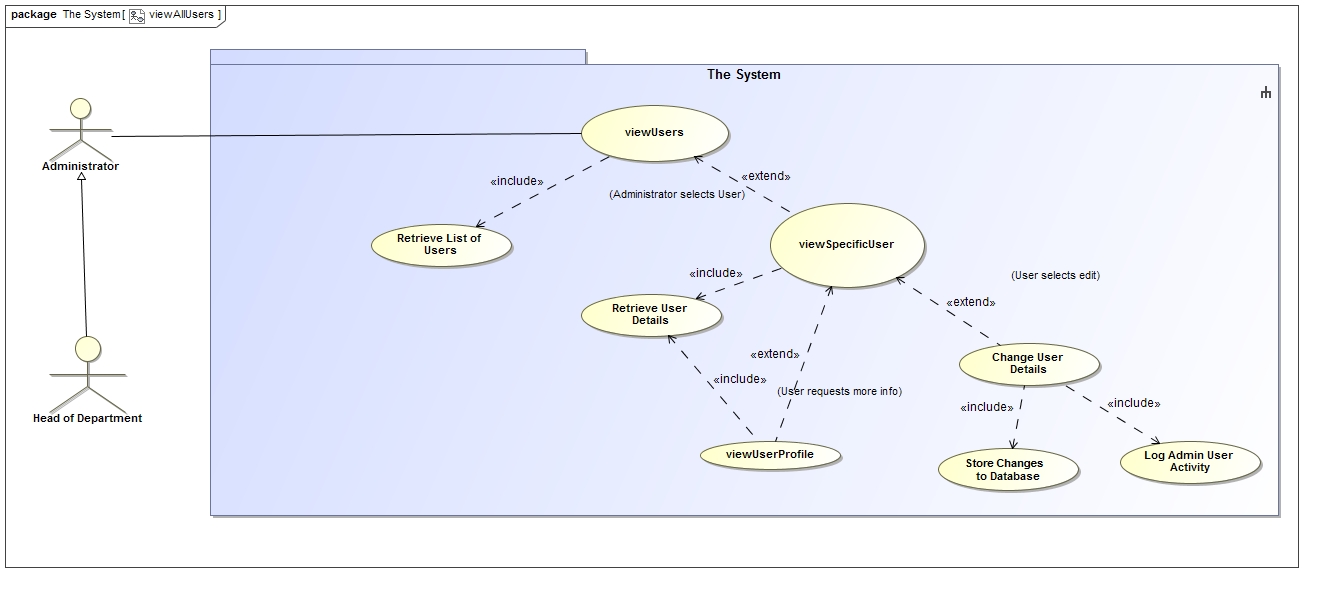 package The System[ viewAllUsers ]
The System
Administrator
viewUsers
«include»
«extend»
(Administrator selects User)
Retrieve List of
Users
viewSpecificUser
«include»
(User selects edit)
«extend»
Retrieve User
Details
«extend»
Change User
Details
«include»
(User requests more info)
«include»
«include»
Head of Department
viewUserProfile
Store Changes
to Database
Log Admin User
Activity